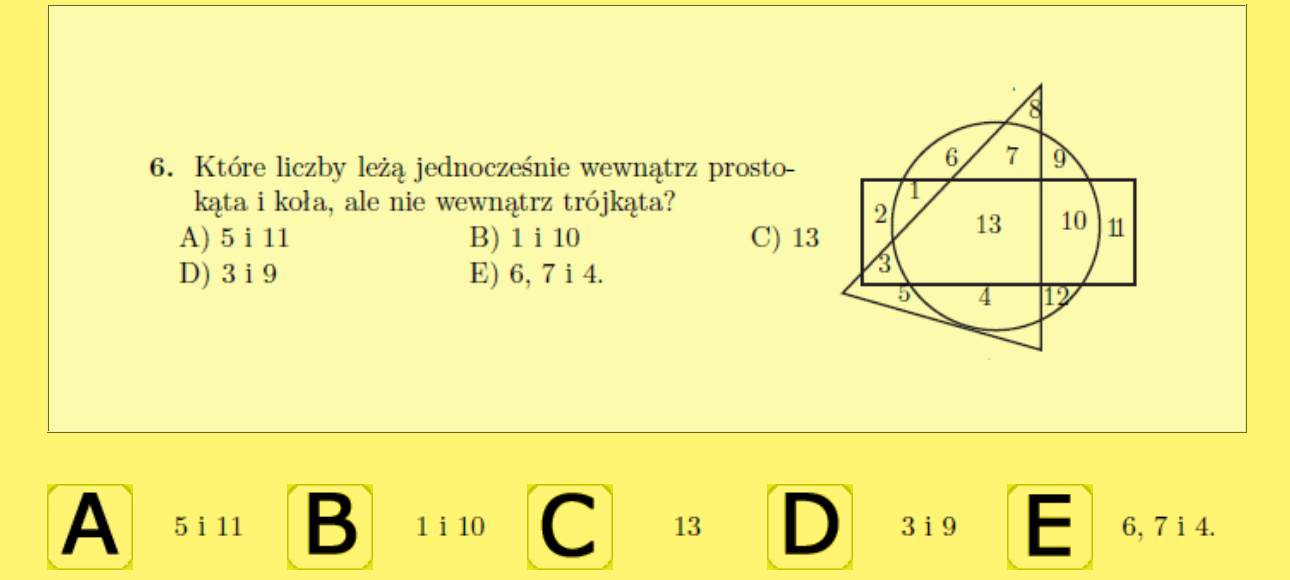 6. Które liczby leżą jednocześnie wewnątrz prosto-
kąta i koła, ale nie wewnątrz trójkąta?
A) 5 i 11 B) 1 i 10 C) 13
D) 3 i 9 E) 6, 7 i 4.
8
6 7 9
1
2 13 10 11
3
5 4 12
A 5 i 11 B 1 i 10 C 13 D 3 i 9 E 6, 7 i 4.